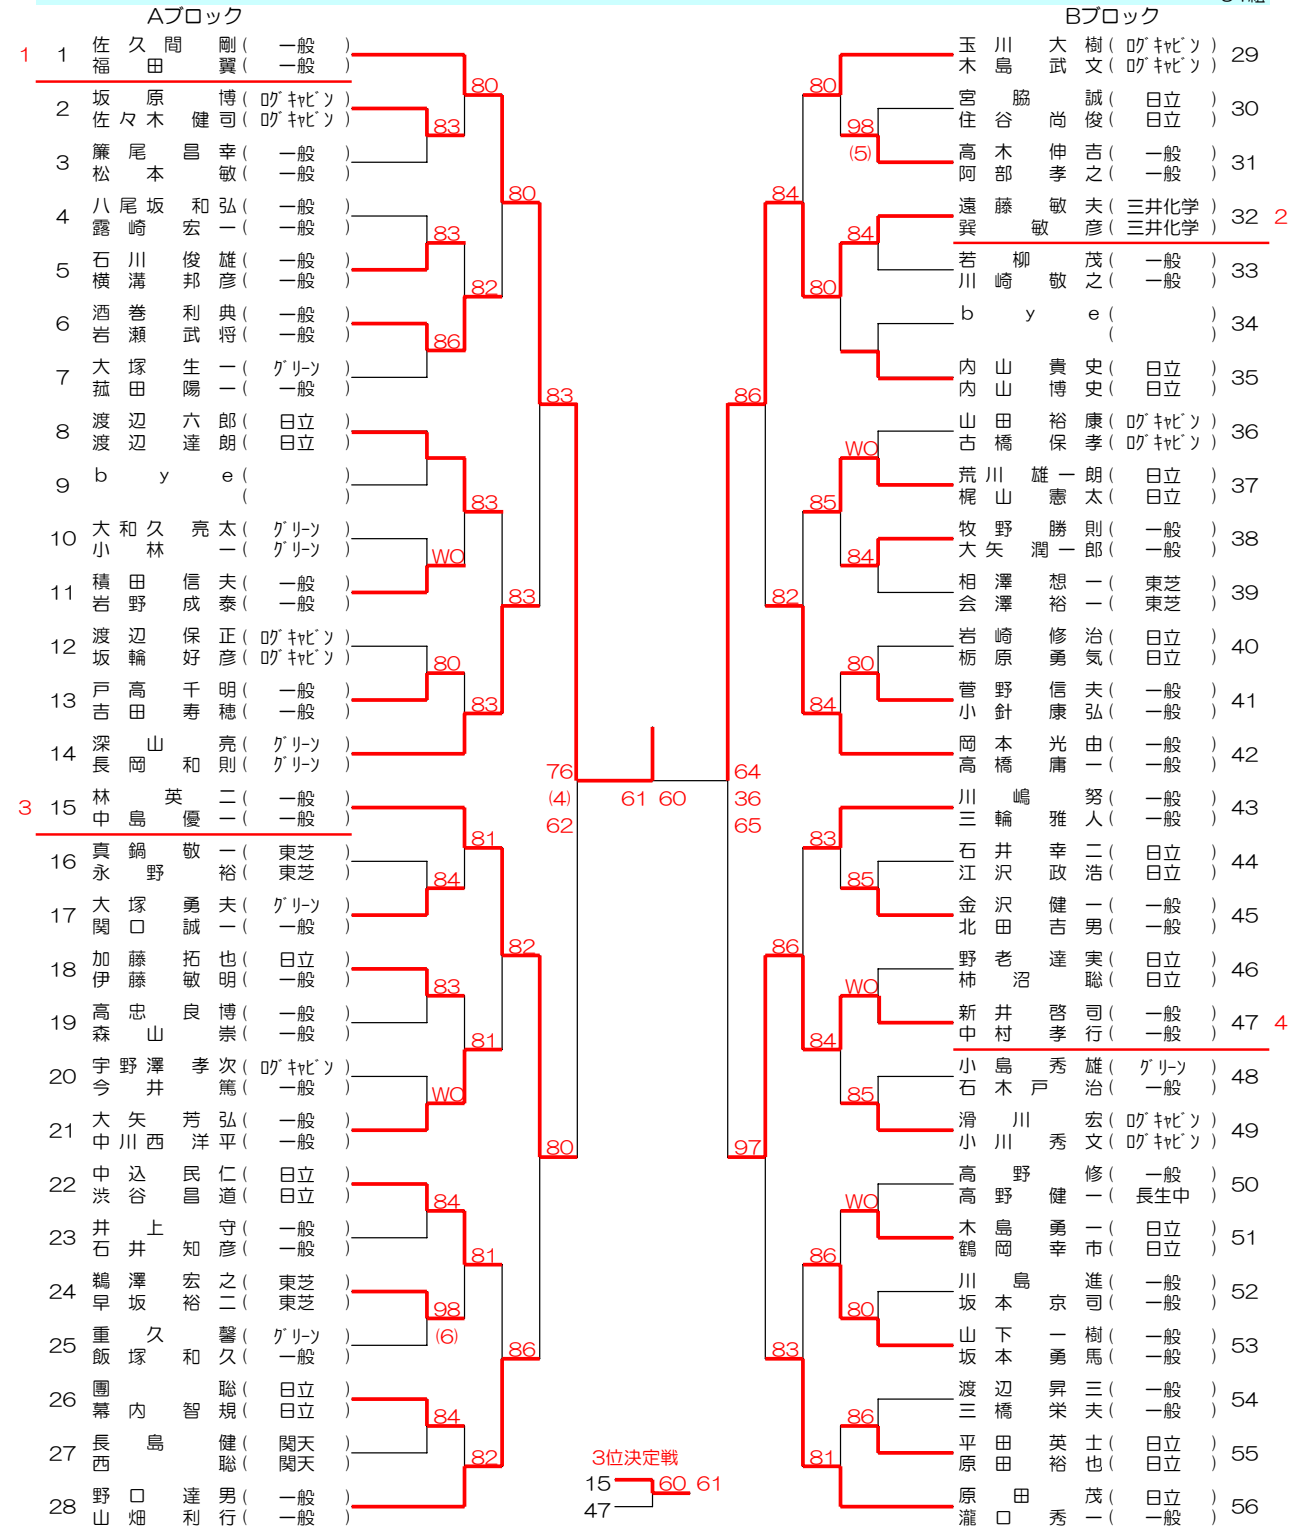 Aブロック
1 1 佐久間 剛 ( 一般 )
福田 翼 ( 一般 )
80
2 坂原 博 ( ログキャビン )
佐々木 健司 ( ログキャビン )
83
3 簾尾 昌幸 ( 一般 )
松本 敏 ( 一般 )
80
4 八尾坂 和弘 ( 一般 )
露崎 宏一 ( 一般 )
83
5 石川 俊雄 ( 一般 )
横溝 邦彦 ( 一般 )
82
6 酒巻 利典 ( 一般 )
岩瀬 武将 ( 一般 )
86
7 大塚 生一 ( グリーン )
菰田 陽一 ( 一般 )
83
8 渡辺 六郎 ( 日立 )
渡辺 達朗 ( 日立 )
9 bye ( )
( )
83
10 大和久 亮太 ( グリーン )
小林 一 ( グリーン )
WO
11 積田 信夫 ( 一般 )
岩野 成泰 ( 一般 )
83
12 渡辺 保正 ( ログキャビン )
坂輪 好彦 ( ログキャビン )
80
13 戸高 千明 ( 一般 )
吉田 寿穂 ( 一般 )
83
14 深山 亮 ( グリーン )
長岡 和則 ( グリーン )
76
(4)
62
61 60
3 15 林 英二 ( 一般 )
中島 優一 ( 一般 )
81
16 真鍋 敬一 ( 東芝 )
永野 裕 ( 東芝 )
84
17 大塚 勇夫 ( グリーン )
関口 誠一 ( 一般 )
82
18 加藤 拓也 ( 日立 )
伊藤 敏明 ( 一般 )
83
19 高忠 良博 ( 一般 )
森山 崇 ( 一般 )
81
20 宇野澤 孝次 ( ログキャビン )
今井 篤 ( 一般 )
WO
21 大矢 芳弘 ( 一般 )
中川西 洋平 ( 一般 )
80
22 中込 民仁 ( 日立 )
渋谷 昌道 ( 日立 )
84
23 井上 守 ( 一般 )
石井 知彦 ( 一般 )
81
24 鵜澤 宏之 ( 東芝 )
早坂 裕二 ( 東芝 )
98
(6)
25 重久 馨 ( グリーン )
飯塚 和久 ( 一般 )
86
26 團 聡 ( 日立 )
幕内 智規 ( 日立 )
84
27 長島 健 ( 関天 )
西 聡 ( 関天 )
82
28 野口 達男 ( 一般 )
山畑 利行 ( 一般 )
Bブロック
玉川 大樹 ( ログキャビン ) 29
木島 武文 ( ログキャビン )
80
宮脇 誠 ( 日立 ) 30
住谷 尚俊 ( 日立 )
98
(5)
高木 伸吉 ( 一般 ) 31
阿部 孝之 ( 一般 )
84
遠藤 敏夫 ( 三井化学 ) 32 2
巽 敏彦 ( 三井化学 )
84
若柳 茂 ( 一般 ) 33
川崎 敬之 ( 一般 )
80
bye ( ) 34
( )
内山 貴史 ( 日立 ) 35
内山 博史 ( 日立 )
86
山田 裕康 ( ログキャビン ) 36
古橋 保孝 ( ログキャビン )
WO
荒川 雄一朗 ( 日立 ) 37
梶山 憲太 ( 日立 )
85
牧野 勝則 ( 一般 ) 38
大矢 潤一郎 ( 一般 )
84
相澤 想一 ( 東芝 ) 39
会澤 裕一 ( 東芝 )
82
岩崎 修治 ( 日立 ) 40
栃原 勇気 ( 日立 )
80
菅野 信夫 ( 一般 ) 41
小針 康弘 ( 一般 )
84
岡本 光由 ( 一般 ) 42
高橋 庸一 ( 一般 )
64
36
65
川嶋 努 ( 一般 ) 43
三輪 雅人 ( 一般 )
83
石井 幸二 ( 日立 ) 44
江沢 政浩 ( 日立 )
85
金沢 健一 ( 一般 ) 45
北田 吉男 ( 一般 )
86
野老 達実 ( 日立 ) 46
柿沼 聡 ( 日立 )
WO
新井 啓司 ( 一般 ) 47 4
中村 孝行 ( 一般 )
84
小島 秀雄 ( グリーン ) 48
石木戸 治 ( 一般 )
85
滑川 宏 ( ログキャビン ) 49
小川 秀文 ( ログキャビン )
97
高野 修 ( 一般 ) 50
高野 健一 ( 長生中 )
WO
木島 勇一 ( 日立 ) 51
鶴岡 幸市 ( 日立 )
86
川島 進 ( 一般 ) 52
坂本 京司 ( 一般 )
80
山下 一樹 ( 一般 ) 53
坂本 勇馬 ( 一般 )
83
渡辺 昇三 ( 一般 ) 54
三橋 栄夫 ( 一般 )
86
平田 英士 ( 日立 ) 55
原田 裕也 ( 日立 )
81
原田 茂 ( 日立 ) 56
瀧口 秀一 ( 一般 )
3位決定戦
15 60 61
47